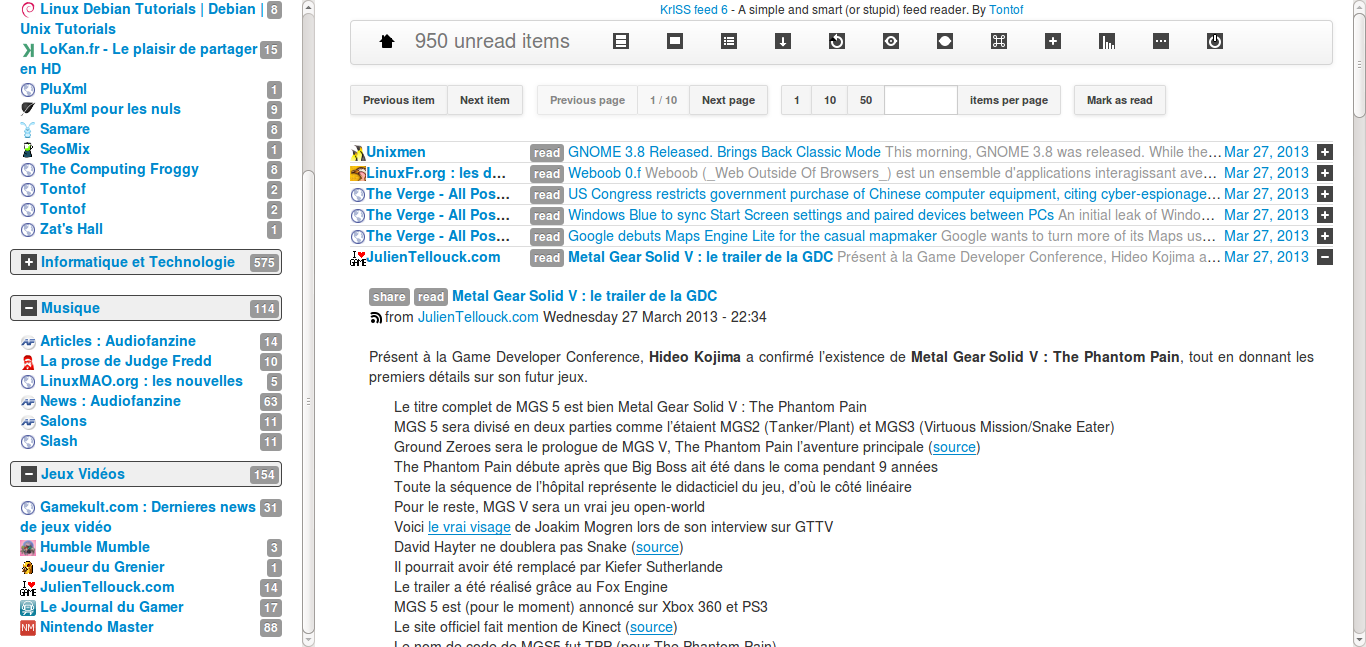 Linux Debian Tutorials | Debian | 8
Unix Tutorials
LoKan.fr - Le plaisir de partager 15
en HD
PluXml 1
PluXml pour les nuls 9
Samare 8
SeoMix 1
The Computing Froggy 8
Tontof 2
Tontof 2
Zat's Hall 1
Informatique et Technologie 575
Musique 114
Articles : Audiofanzine 14
La prose de Judge Fredd 10
LinuxMAO.org : les nouvelles 5
News : Audiofanzine 63
Salons 11
Slash 11
Jeux Vidéos 154
Gamekult.com : Dernieres news 31
de jeux vidéo
Humble Mumble 3
Joueur du Grenier 1
JulienTellouck.com 14
Le Journal du Gamer 17
Nintendo Master 88
KrISS feed 6 - A simple and smart (or stupid) feed reader. By Tontof
950 unread items
Previous item Next item Previous page 1 / 10 Next page 1 10 50 items per page Mark as read
Unixmen read GNOME 3.8 Released. Brings Back Classic Mode This morning, GNOME 3.8 was released. While the... Mar 27, 2013
LinuxFr.org : les d... read Weboob 0.f Weboob (_Web Outside Of Browsers_) est un ensemble d'applications interagissant ave... Mar 27, 2013
The Verge - All Pos... read US Congress restricts government purchase of Chinese computer equipment, citing cyber-espionage... Mar 27, 2013
The Verge - All Pos... read Windows Blue to sync Start Screen settings and paired devices between PCs An initial leak of Windo... Mar 27, 2013
The Verge - All Pos... read Google debuts Maps Engine Lite for the casual mapmaker Google wants to turn more of its Maps us... Mar 27, 2013
JulienTellouck.com read Metal Gear Solid V : le trailer de la GDC Présent à la Game Developer Conference, Hideo Kojima a... Mar 27, 2013
share read Metal Gear Solid V : le trailer de la GDC
from JulienTellouck.com Wednesday 27 March 2013 - 22:34
Présent à la Game Developer Conference, Hideo Kojima a confirmé l'existence de Metal Gear Solid V : The Phantom Pain, tout en donnant les
premiers détails sur son futur jeux.
Le titre complet de MGS 5 est bien Metal Gear Solid V : The Phantom Pain
MGS 5 sera divisé en deux parties comme l'étaient MGS2 (Tanker/Plant) et MGS3 (Virtuous Mission/Snake Eater)
Ground Zeroes sera le prologue de MGS V, The Phantom Pain l'aventure principale (source)
The Phantom Pain débute après que Big Boss ait été dans le coma pendant 9 années
Toute la séquence de l'hôpital représente le didacticiel du jeu, d'où le côté linéaire
Pour le reste, MGS V sera un vrai jeu open-world
Voici le vrai visage de Joakim Mogren lors de son interview sur GTTV
David Hayter ne doublera pas Snake (source)
Il pourrait avoir été remplacé par Kiefer Sutherlande
Le trailer a été réalisé grâce au Fox Engine
MGS 5 est (pour le moment) annoncé sur Xbox 360 et PS3
Le site officiel fait mention de Kinect (source)
Le nom de code de MGS5 fut TPP (pour The Phantom Pain)